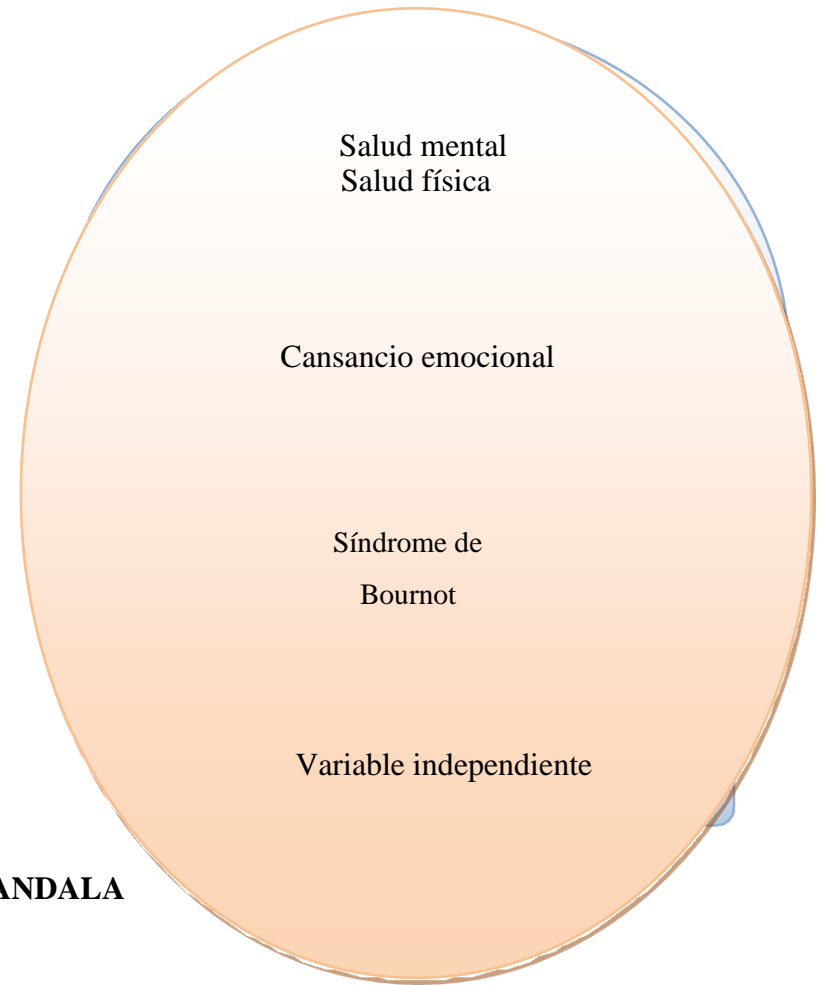 Salud mental
Salud física
Cansancio emocional
Síndrome de
Bournot
Variable independiente
ANDALA